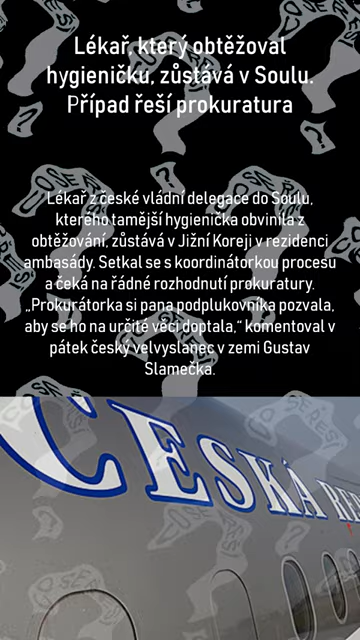 Lékař, který obtěžoval
hygieničku, zůstává v Soulu.
Případ řeší prokuratura
Lékař z české vládní delegace do Soulu,
kterého tamější hygienička obvinila z
obtěžování, zůstává v Jižní Koreji v rezidenci
ambasády. Setkal se s koordinátorkou procesu
a čeká na řádné rozhodnutí prokuratury.
„Prokurátorka si pana podplukovníka pozvala,
aby se ho na určité věci doptala,“ komentoval v
pátek český velvyslanec v zemi Gustav
Slamečka.
ČESKÁ REP